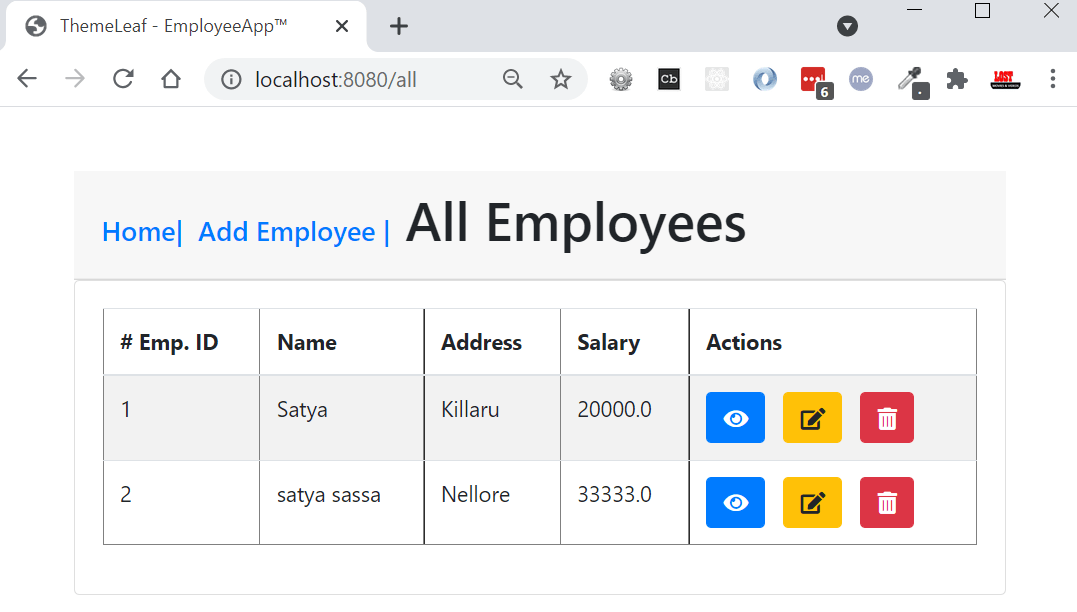 ThemeLeaf - EmployeeApp™
localhost:8080/all
Cb
6
me
LOST
Home| Add Employee | All Employees
# Emp. ID Name Address Salary Actions
1 Satya Killaru 20000.0
2 satya sassa Nellore 33333.0